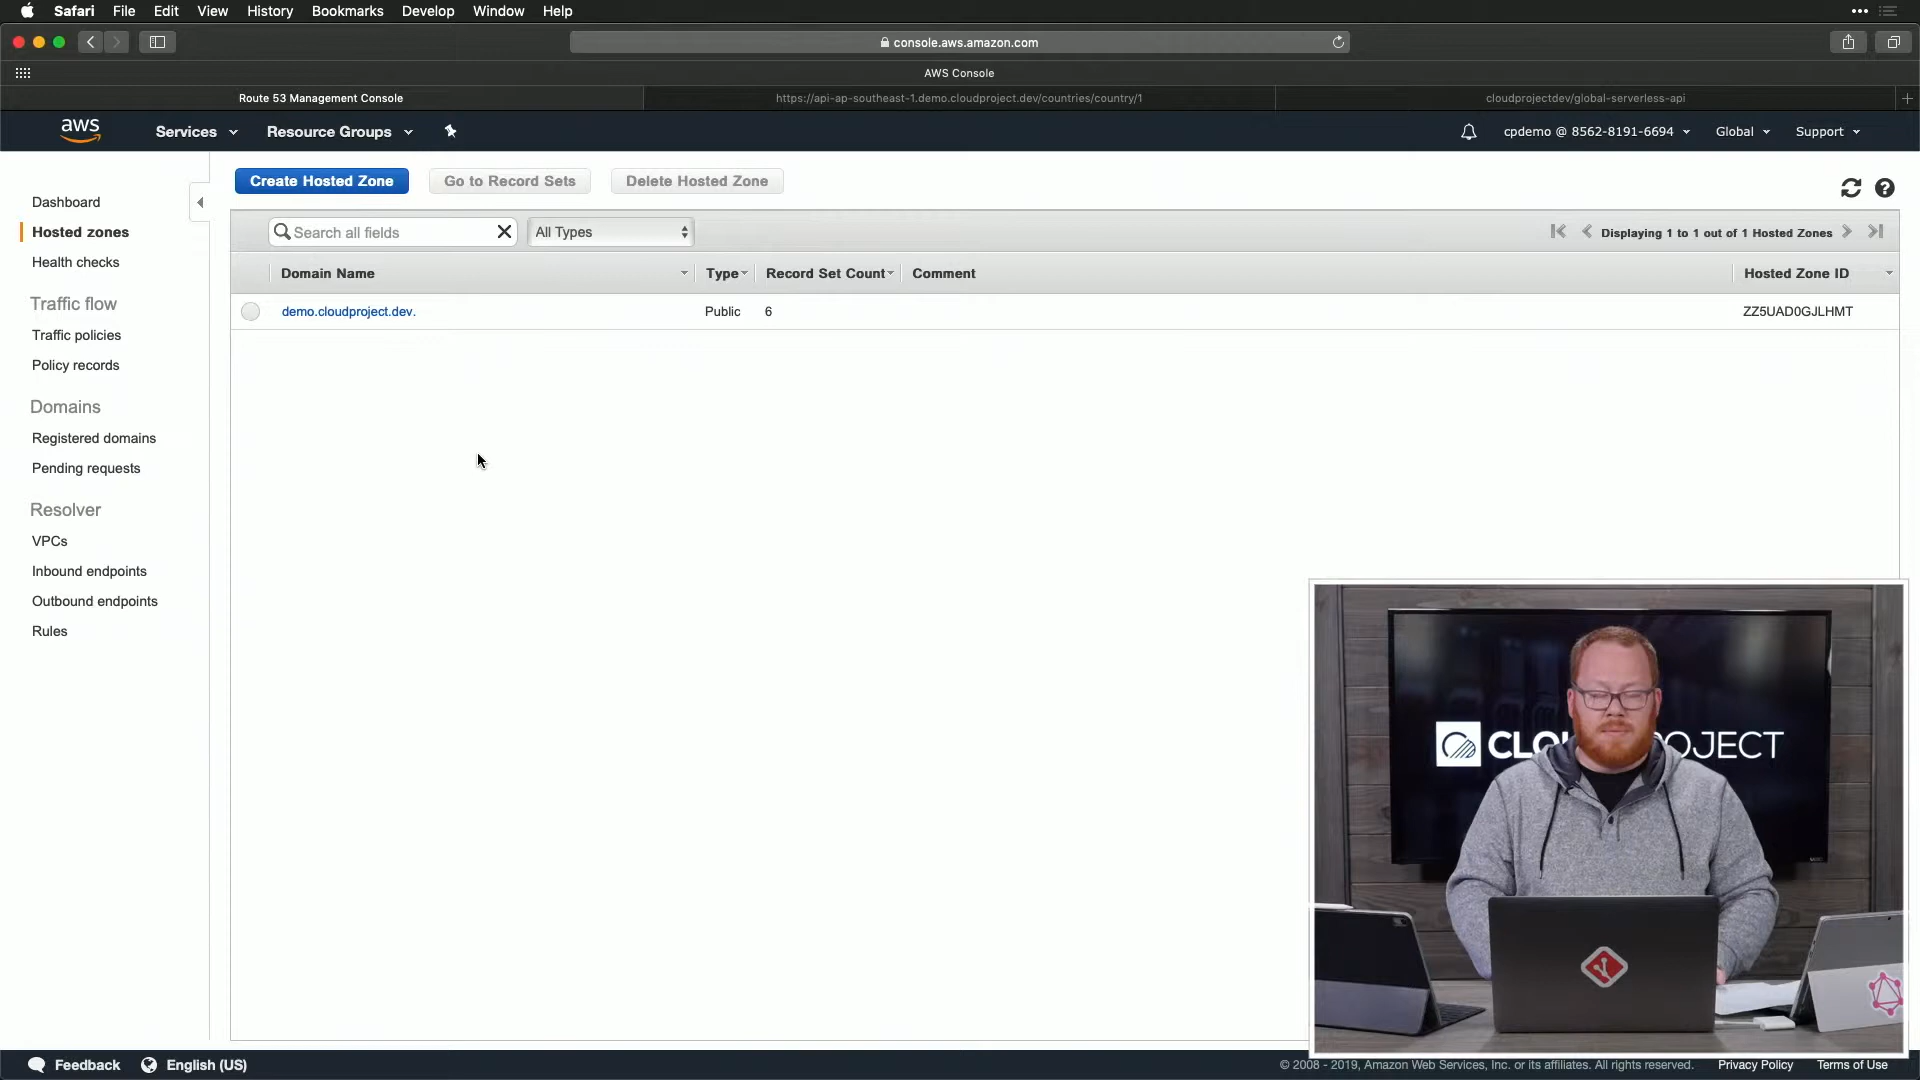 Safari File Edit View History Bookmarks Develop Window Help
console.aws.amazon.com
AWS Console
Route 53 Management Console
https://api-ap-southeast-1.demo.cloudproject.dev/countries/country/1
cloudprojectdev/global-serverless-api
aws Services Resource Groups cpdemo @ 8562-8191-6694 Global Support
Dashboard
Hosted zones
Health checks
Traffic flow
Traffic policies
Policy records
Domains
Registered domains
Pending requests
Resolver
VPCs
Inbound endpoints
Outbound endpoints
Rules
Create Hosted Zone Go to Record Sets Delete Hosted Zone
Search all fields All Types Displaying 1 to 1 out of 1 Hosted Zones
Domain Name Type Record Set Count Comment Hosted Zone ID
demo.cloudproject.dev. Public 6 ZZ5UAD0GJLHMT
Feedback English (US)
© 2008 - 2019, Amazon Web Services, Inc. or its affiliates. All rights reserved. Privacy Policy Terms of Use